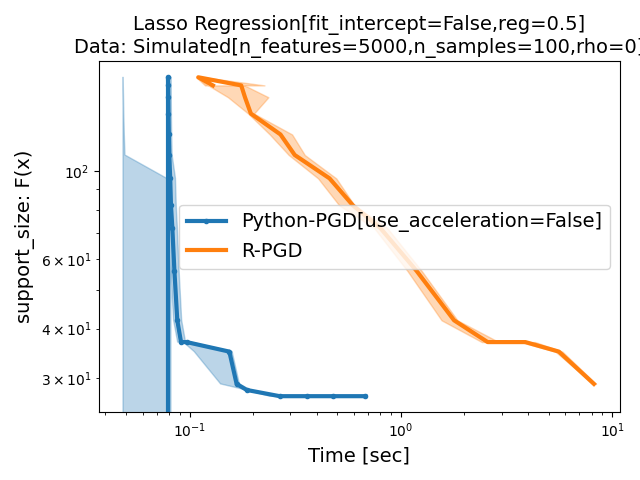 Lasso Regression[fit_intercept=False,reg=0.5]
Data: Simulated[n_features=5000,n_samples=100,rho=0]
support_size: F(x)
10²
6 × 10¹
4 × 10¹
3 × 10¹
Python-PGD[use_acceleration=False]
R-PGD
10⁻¹
10⁰
10¹
Time [sec]